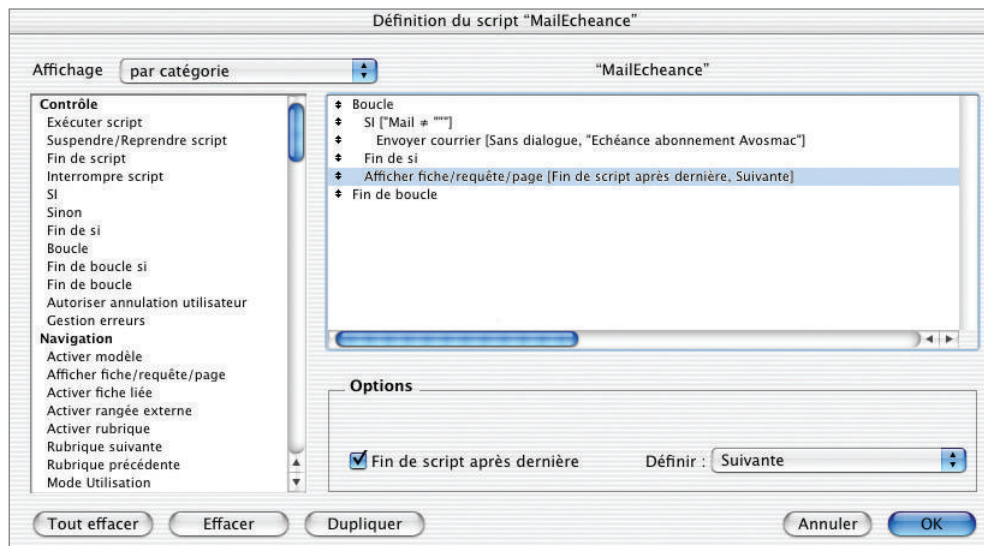 Définition du script “MailEcheance”
Affichage par catégorie
“MailEcheance”
Contrôle
Exécuter script
Suspendre/Reprendre script
Fin de script
Interrompre script
SI
Sinon
Fin de si
Boucle
Fin de boucle si
Fin de boucle
Autoriser annulation utilisateur
Gestion erreurs
Navigation
Activer modèle
Afficher fiche/requête/page
Activer fiche liée
Activer rangée externe
Activer rubrique
Rubrique suivante
Rubrique précédente
Mode Utilisation
Boucle
SI ["Mail ≠ """]
Envoyer courrier [Sans dialogue, "Echéance abonnement Avosmac"]
Fin de si
Afficher fiche/requête/page [Fin de script après dernière, Suivante]
Fin de boucle
Options
Fin de script après dernière
Définir : Suivante
Tout effacer
Effacer
Dupliquer
Annuler
OK